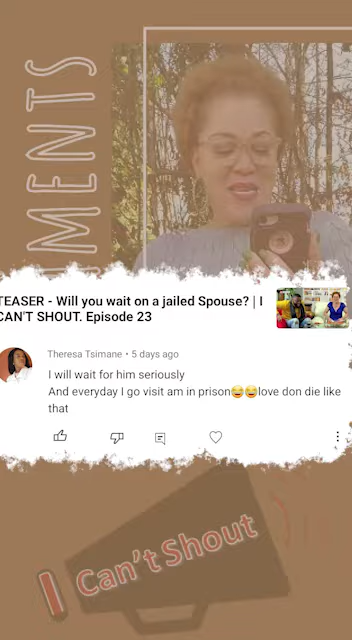 MENTS
TEASER - Will you wait on a jailed Spouse? | I
CAN'T SHOUT. Episode 23
Theresa Tsimane • 5 days ago
I will wait for him seriously
And everyday I go visit am in prison😂😂love don die like
that
I Can't Shout